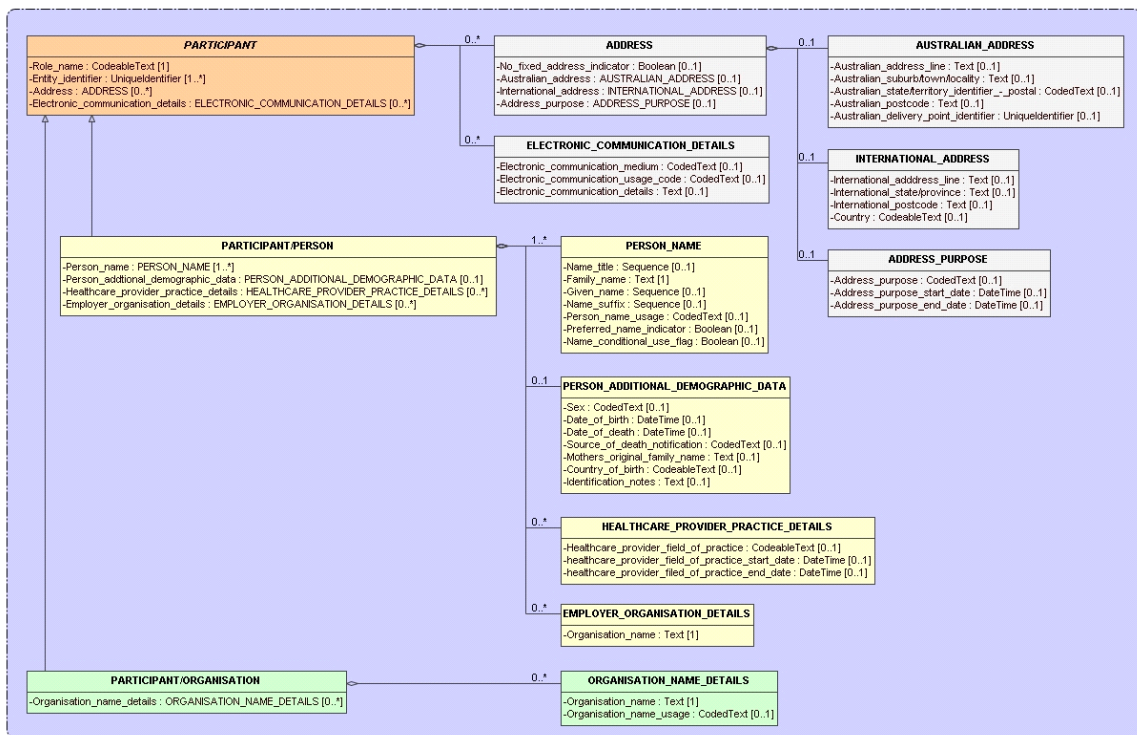 PARTICIPANT
-Role_name : CodeableText [1]
-Entity_identifier : UniqueIdentifier [1..*]
-Address : ADDRESS [0..*]
-Electronic_communication_details : ELECTRONIC_COMMUNICATION_DETAILS [0..*]
0..*
ADDRESS
-No_fixed_address_indicator : Boolean [0..1]
-Australian_address : AUSTRALIAN_ADDRESS [0..1]
-International_address : INTERNATIONAL_ADDRESS [0..1]
-Address_purpose : ADDRESS_PURPOSE [0..1]
0..1
AUSTRALIAN_ADDRESS
-Australian_address_line : Text [0..1]
-Australian_suburb/town/locality : Text [0..1]
-Australian_state/territory_identifier_-_postal : CodedText [0..1]
-Australian_postcode : Text [0..1]
-Australian_delivery_point_identifier : UniqueIdentifier [0..1]
0..*
ELECTRONIC_COMMUNICATION_DETAILS
-Electronic_communication_medium : CodedText [0..1]
-Electronic_communication_usage_code : CodedText [0..1]
-Electronic_communication_details : Text [0..1]
0..1
INTERNATIONAL_ADDRESS
-International_adddress_line : Text [0..1]
-International_state/province : Text [0..1]
-International_postcode : Text [0..1]
-Country : CodeableText [0..1]
0..1
ADDRESS_PURPOSE
-Address_purpose : CodedText [0..1]
-Address_purpose_start_date : DateTime [0..1]
-Address_purpose_end_date : DateTime [0..1]
PARTICIPANT/PERSON
-Person_name : PERSON_NAME [1..*]
-Person_addtional_demographic_data : PERSON_ADDITIONAL_DEMOGRAPHIC_DATA [0..1]
-Healthcare_provider_practice_details : HEALTHCARE_PROVIDER_PRACTICE_DETAILS [0..*]
-Employer_organisation_details : EMPLOYER_ORGANISATION_DETAILS [0..*]
1..*
PERSON_NAME
-Name_title : Sequence [0..1]
-Family_name : Text [1]
-Given_name : Sequence [0..1]
-Name_suffix : Sequence [0..1]
-Person_name_usage : CodedText [0..1]
-Preferred_name_indicator : Boolean [0..1]
-Name_conditional_use_flag : Boolean [0..1]
0..1
PERSON_ADDITIONAL_DEMOGRAPHIC_DATA
-Sex : CodedText [0..1]
-Date_of_birth : DateTime [0..1]
-Date_of_death : DateTime [0..1]
-Source_of_death_notification : CodedText [0..1]
-Mothers_original_family_name : Text [0..1]
-Country_of_birth : CodeableText [0..1]
-Identification_notes : Text [0..1]
0..*
HEALTHCARE_PROVIDER_PRACTICE_DETAILS
-Healthcare_provider_field_of_practice : CodeableText [0..1]
-healthcare_provider_field_of_practice_start_date : DateTime [0..1]
-healthcare_provider_filed_of_practice_end_date : DateTime [0..1]
0..*
EMPLOYER_ORGANISATION_DETAILS
-Organisation_name : Text [1]
PARTICIPANT/ORGANISATION
-Organisation_name_details : ORGANISATION_NAME_DETAILS [0..*]
0..*
ORGANISATION_NAME_DETAILS
-Organisation_name : Text [1]
-Organisation_name_usage : CodedText [0..1]